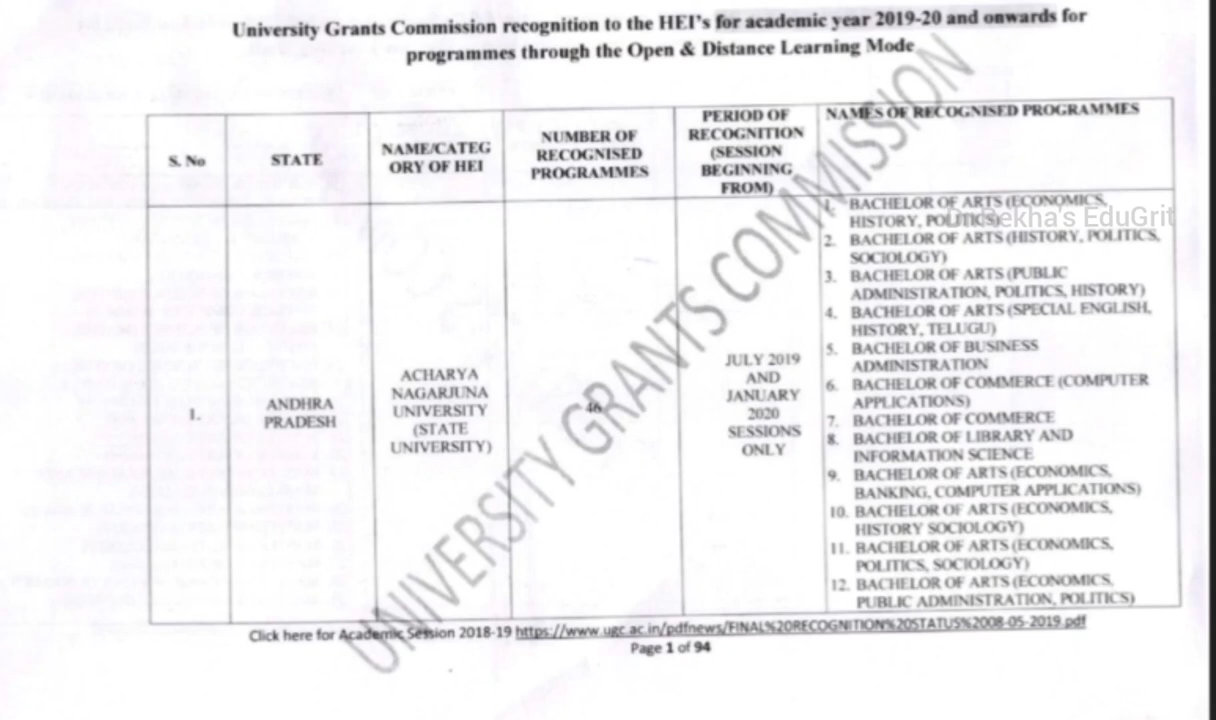 University Grants Commission recognition to the HEI's for academic year 2019-20 and onwards for
programmes through the Open & Distance Learning Mode
S. No
STATE
NAME/CATEG
ORY OF HEI
NUMBER OF
RECOGNISED
PROGRAMMES
PERIOD OF
RECOGNITION
(SESSION
BEGINNING
FROM)
NAMES OF RECOGNISED PROGRAMMES
1.
ANDHRA
PRADESH
ACHARYA
NAGARJUNA
UNIVERSITY
(STATE
UNIVERSITY)
46
JULY 2019
AND
JANUARY
2020
SESSIONS
ONLY
1. BACHELOR OF ARTS (ECONOMICS,
HISTORY, POLITICS)
2. BACHELOR OF ARTS (HISTORY, POLITICS,
SOCIOLOGY)
3. BACHELOR OF ARTS (PUBLIC
ADMINISTRATION, POLITICS, HISTORY)
4. BACHELOR OF ARTS (SPECIAL ENGLISH,
HISTORY, TELUGU)
5. BACHELOR OF BUSINESS
ADMINISTRATION
6. BACHELOR OF COMMERCE (COMPUTER
APPLICATIONS)
7. BACHELOR OF COMMERCE
8. BACHELOR OF LIBRARY AND
INFORMATION SCIENCE
9. BACHELOR OF ARTS (ECONOMICS,
BANKING, COMPUTER APPLICATIONS)
10. BACHELOR OF ARTS (ECONOMICS,
HISTORY SOCIOLOGY)
11. BACHELOR OF ARTS (ECONOMICS,
POLITICS, SOCIOLOGY)
12. BACHELOR OF ARTS (ECONOMICS,
PUBLIC ADMINISTRATION, POLITICS)
Dr. Rekha's EduGrit
UNIVERSITY GRANTS COMMISSION
Click here for Academic Session 2018-19 https://www.ugc.ac.in/pdfnews/FINAL%20RECOGNITION%20STATUS%2008-05-2019.pdf
Page 1 of 94